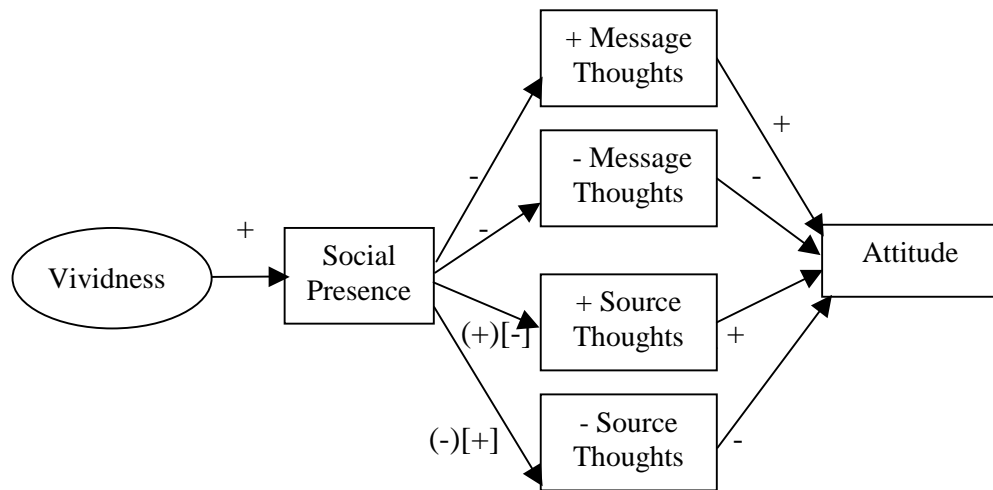 + Message
Thoughts
+
- Message
Thoughts
-
-
+
-
Vividness
Social
Presence
Attitude
+ Source
Thoughts
(+)[-]
+
- Source
Thoughts
(-)[+]
-